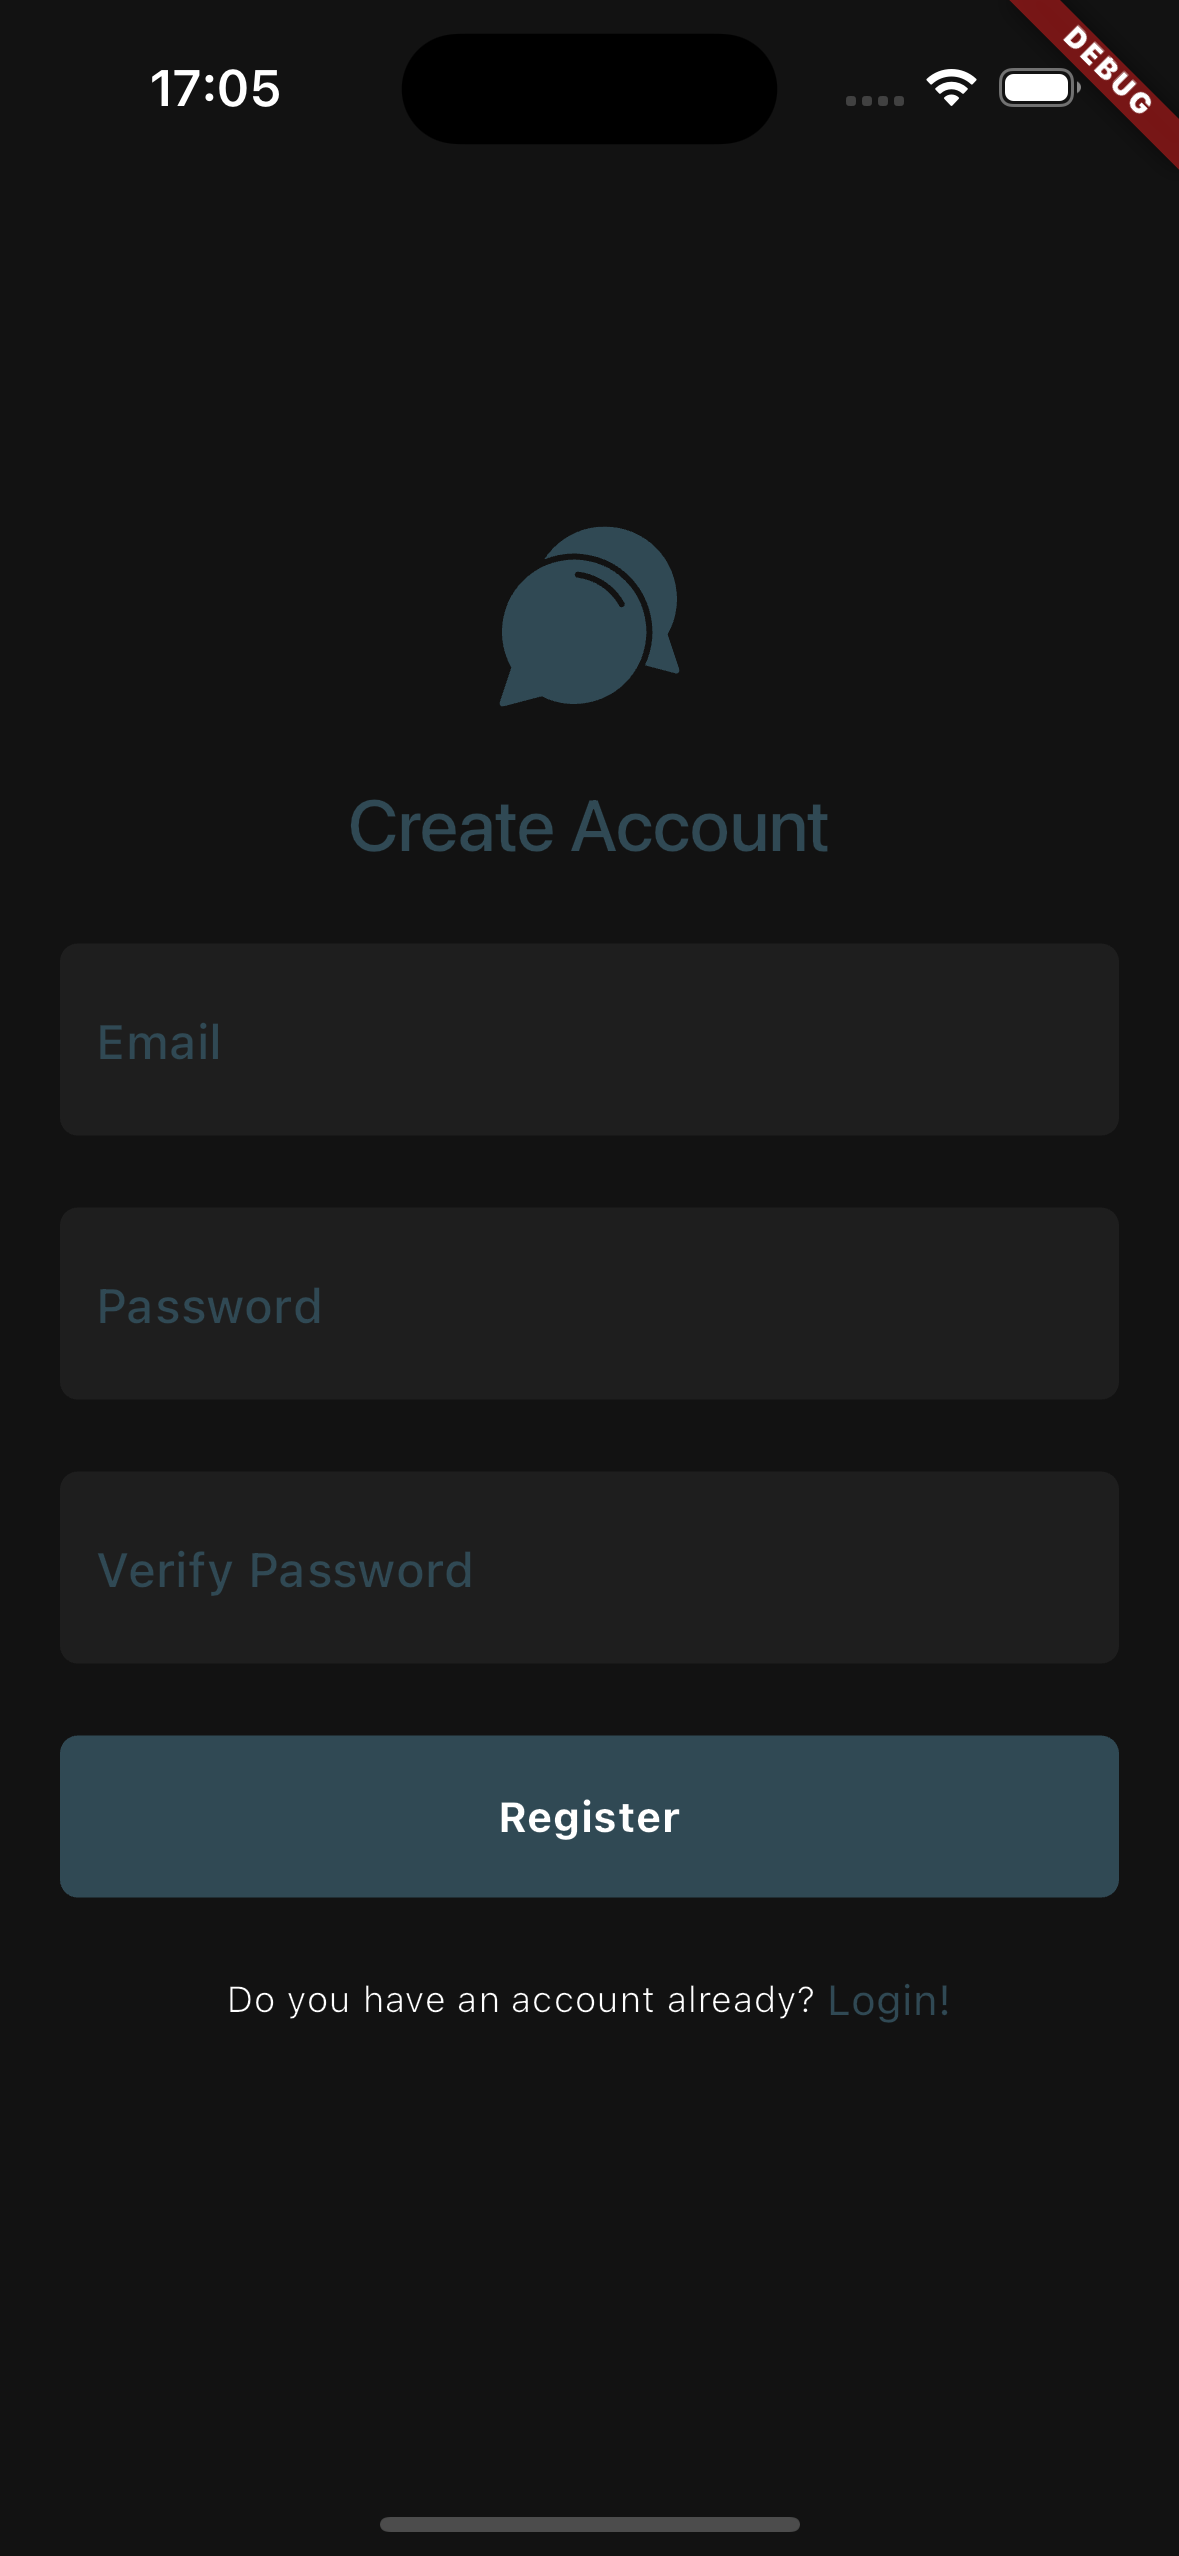 17:05
DEBUG
Create Account
Email
Password
Verify Password
Register
Do you have an account already? Login!